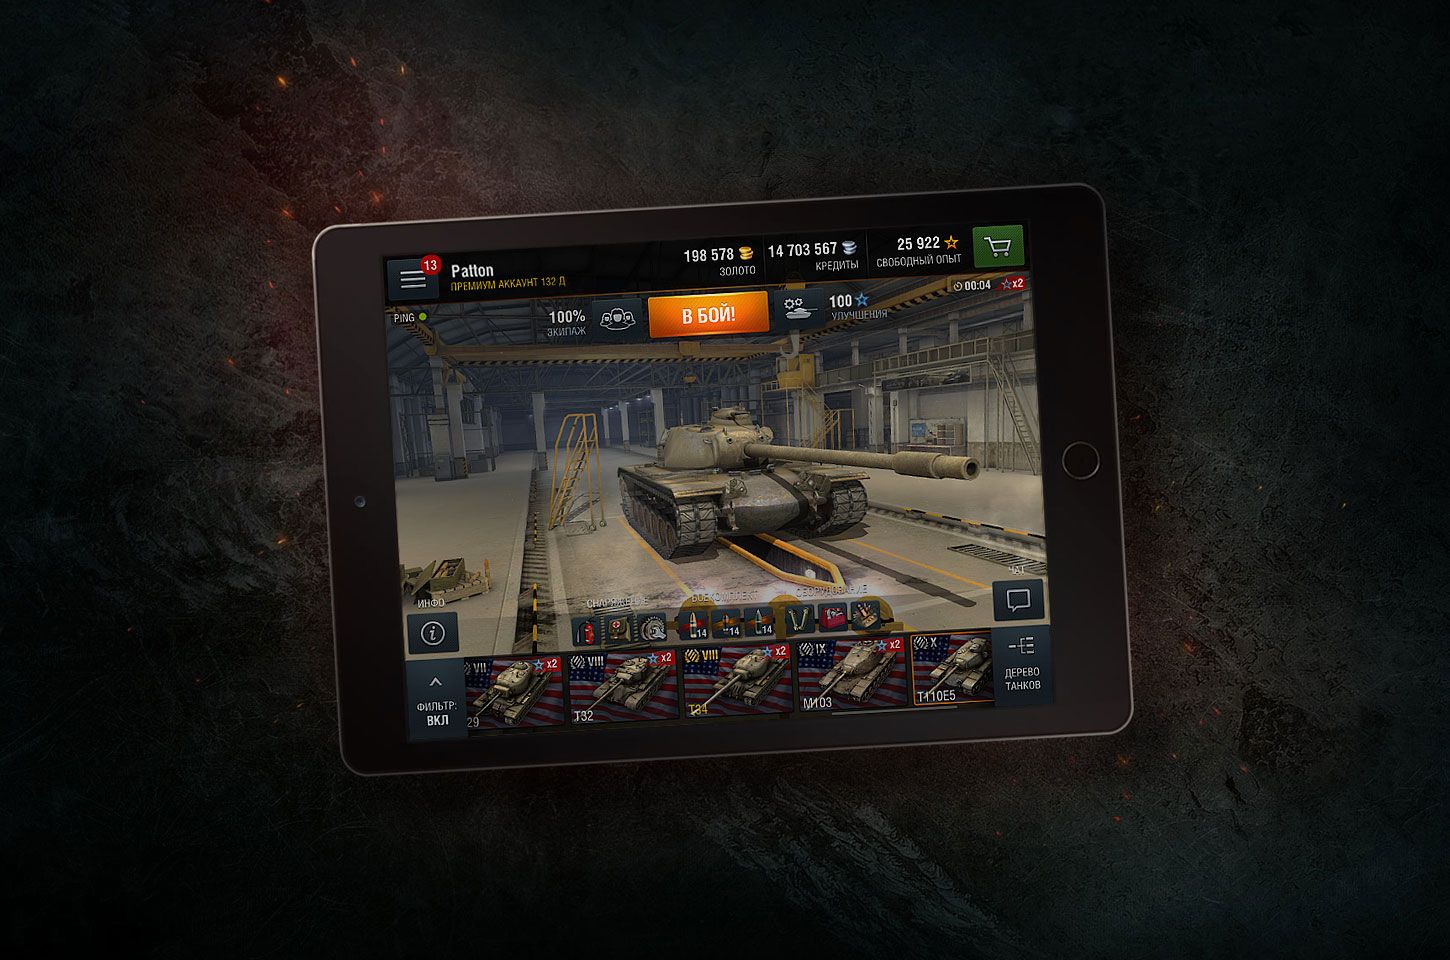 13
Patton
ПРЕМИУМ АККАУНТ 132 Д
198 578
ЗОЛОТО
14 703 567
КРЕДИТЫ
25 922
СВОБОДНЫЙ ОПЫТ
PING
100%
ЭКИПАЖ
В БОЙ!
100
УЛУЧШЕНИЯ
00:04
x2
ЧАТ
ИНФО
СНАРЯЖЕНИЕ
БОЕКОМПЛЕКТ
ОБОРУДОВАНИЕ
14
14
14
ФИЛЬТР:
ВКЛ
VII
x2
29
VIII
x2
T32
VIII
x2
T34
IX
x2
M103
X
T110E5
ДЕРЕВО
ТАНКОВ